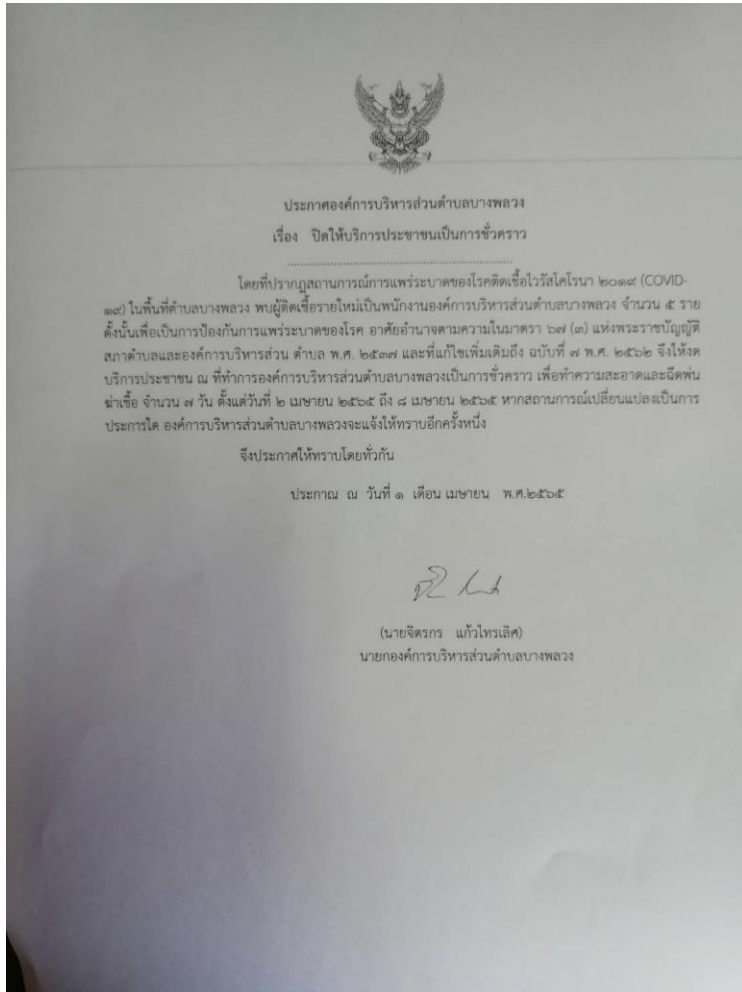 ประกาศองค์การบริหารส่วนตำบลบางพลวง
เรื่อง ปิดให้บริการประชาชนเป็นการชั่วคราว
โดยที่ปรากฏสถานการณ์การแพร่ระบาดของโรคติดเชื้อไวรัสโคโรนา ๒๐๑๙ (COVID-
๑๙) ในพื้นที่ตำบลบางพลวง พบผู้ติดเชื้อรายใหม่เป็นพนักงานองค์การบริหารส่วนตำบลบางพลวง จำนวน ๕ ราย
ดั้งนั้นเพื่อเป็นการป้องกันการแพร่ระบาดของโรค อาศัยอำนาจตามความในมาตรา ๖๗ (๓) แห่งพระราชบัญญัติ
สภาตำบลและองค์การบริหารส่วน ตำบล พ.ศ. ๒๕๓๗ และที่แก้ไขเพิ่มเติมถึง ฉบับที่ ๗ พ.ศ. ๒๕๖๒ จึงให้งด
บริการประชาชน ณ ที่ทำการองค์การบริหารส่วนตำบลบางพลวงเป็นการชั่วคราว เพื่อทำความสะอาดและฉีดพ่น
ฆ่าเชื้อ จำนวน ๗ วัน ตั้งแต่วันที่ ๒ เมษายน ๒๕๖๕ ถึง ๘ เมษายน ๒๕๖๕ หากสถานการณ์เปลี่ยนแปลงเป็นการ
ประการใด องค์การบริหารส่วนตำบลบางพลวงจะแจ้งให้ทราบอีกครั้งหนึ่ง
จึงประกาศให้ทราบโดยทั่วกัน
ประกาณ ณ วันที่ ๑ เดือน เมษายน พ.ศ.๒๕๖๕
(นายจิตรกร แก้วไทรเลิศ)
นายกองค์การบริหารส่วนตำบลบางพลวง